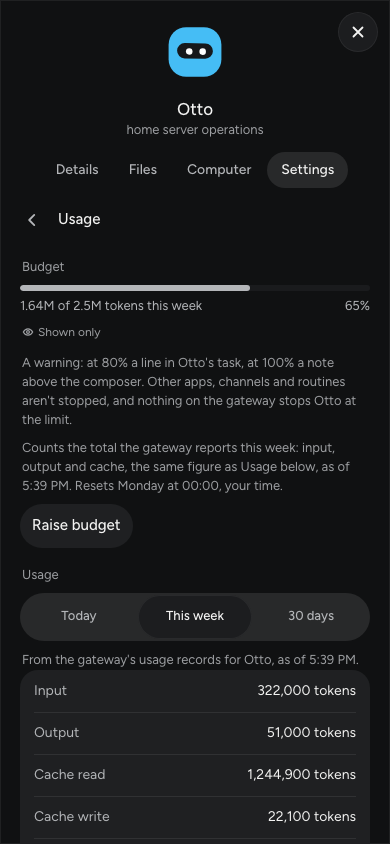 Otto
home server operations
Details Files Computer Settings
Usage
Budget
1.64M of 2.5M tokens this week 65%
Shown only
A warning: at 80% a line in Otto's task, at 100% a note
above the composer. Other apps, channels and routines
aren't stopped, and nothing on the gateway stops Otto at
the limit.
Counts the total the gateway reports this week: input,
output and cache, the same figure as Usage below, as of
5:39 PM. Resets Monday at 00:00, your time.
Raise budget
Usage
Today This week 30 days
From the gateway's usage records for Otto, as of 5:39 PM.
Input 322,000 tokens
Output 51,000 tokens
Cache read 1,244,900 tokens
Cache write 22,100 tokens